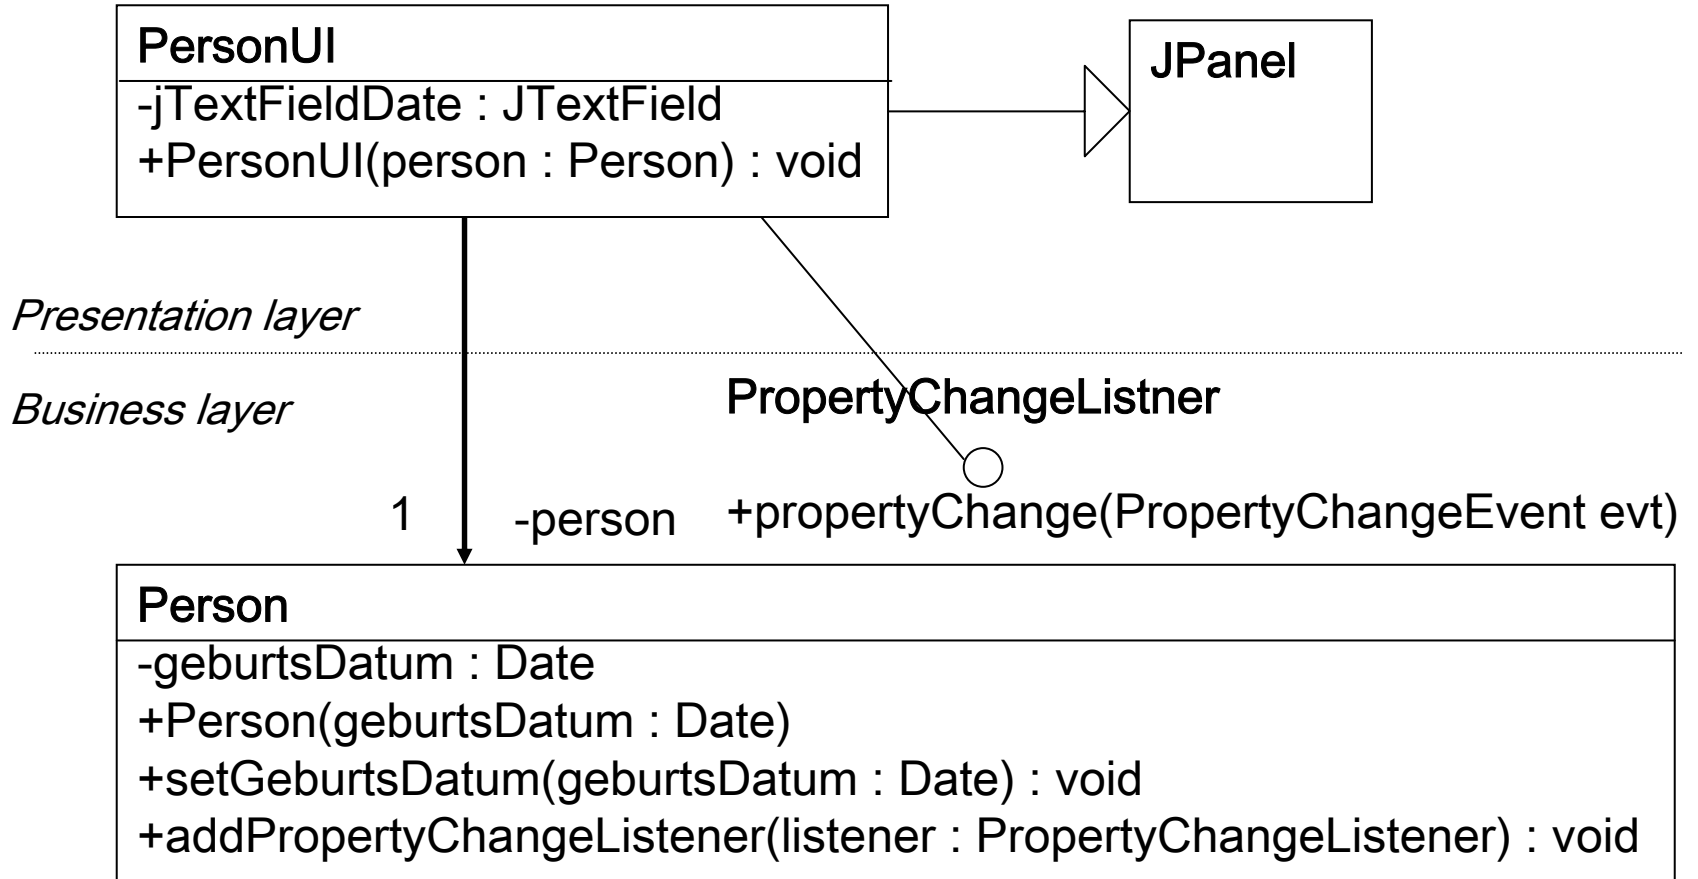 PersonUI
-jTextFieldDate : JTextField
+PersonUI(person : Person) : void
JPanel
Presentation layer
Business layer
PropertyChangeListner
1
-person
+propertyChange(PropertyChangeEvent evt)
Person
-geburtsDatum : Date
+Person(geburtsDatum : Date)
+setGeburtsDatum(geburtsDatum : Date) : void
+addPropertyChangeListener(listener : PropertyChangeListener) : void